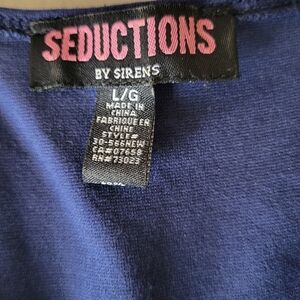 SEDUCTIONS
BY SIRENS
L/G
MADE IN
CHINA
FABRIQUE EN
CHINE
STYLE#
30-566NEW
CA#07658
RN#73023